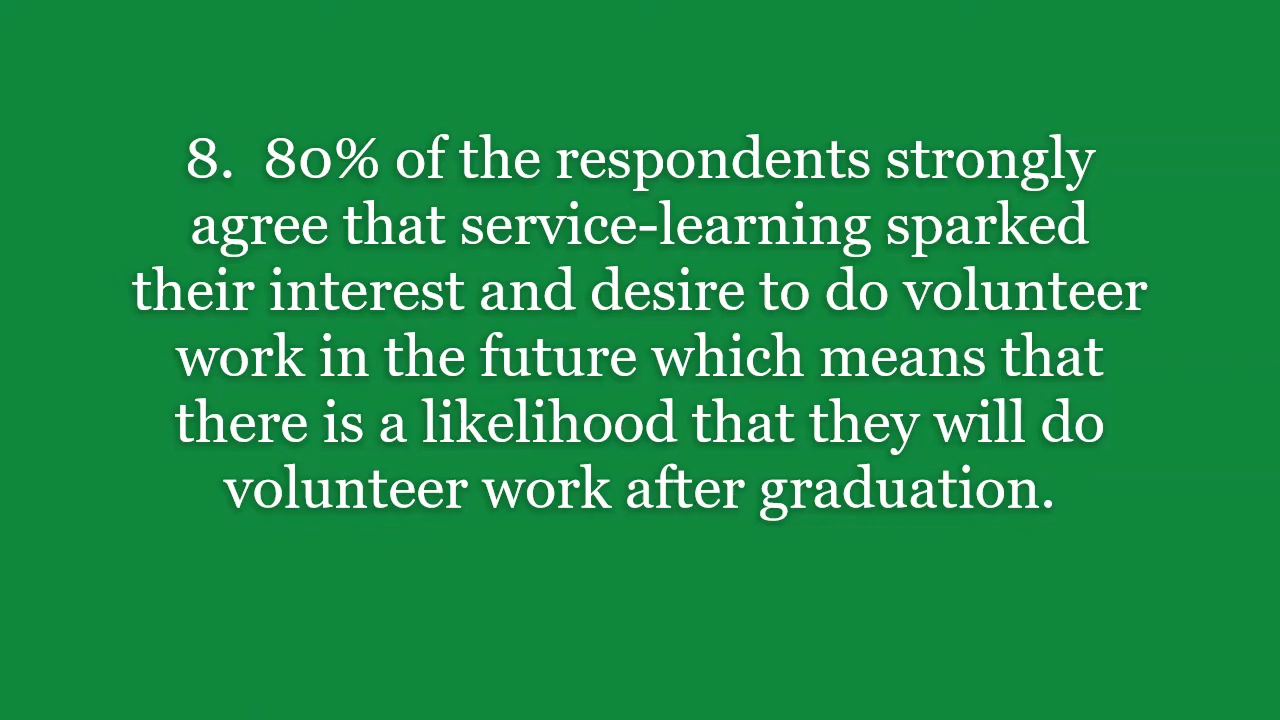 8.  80% of the respondents strongly
agree that service-learning sparked
their interest and desire to do volunteer
work in the future which means that
there is a likelihood that they will do
volunteer work after graduation.